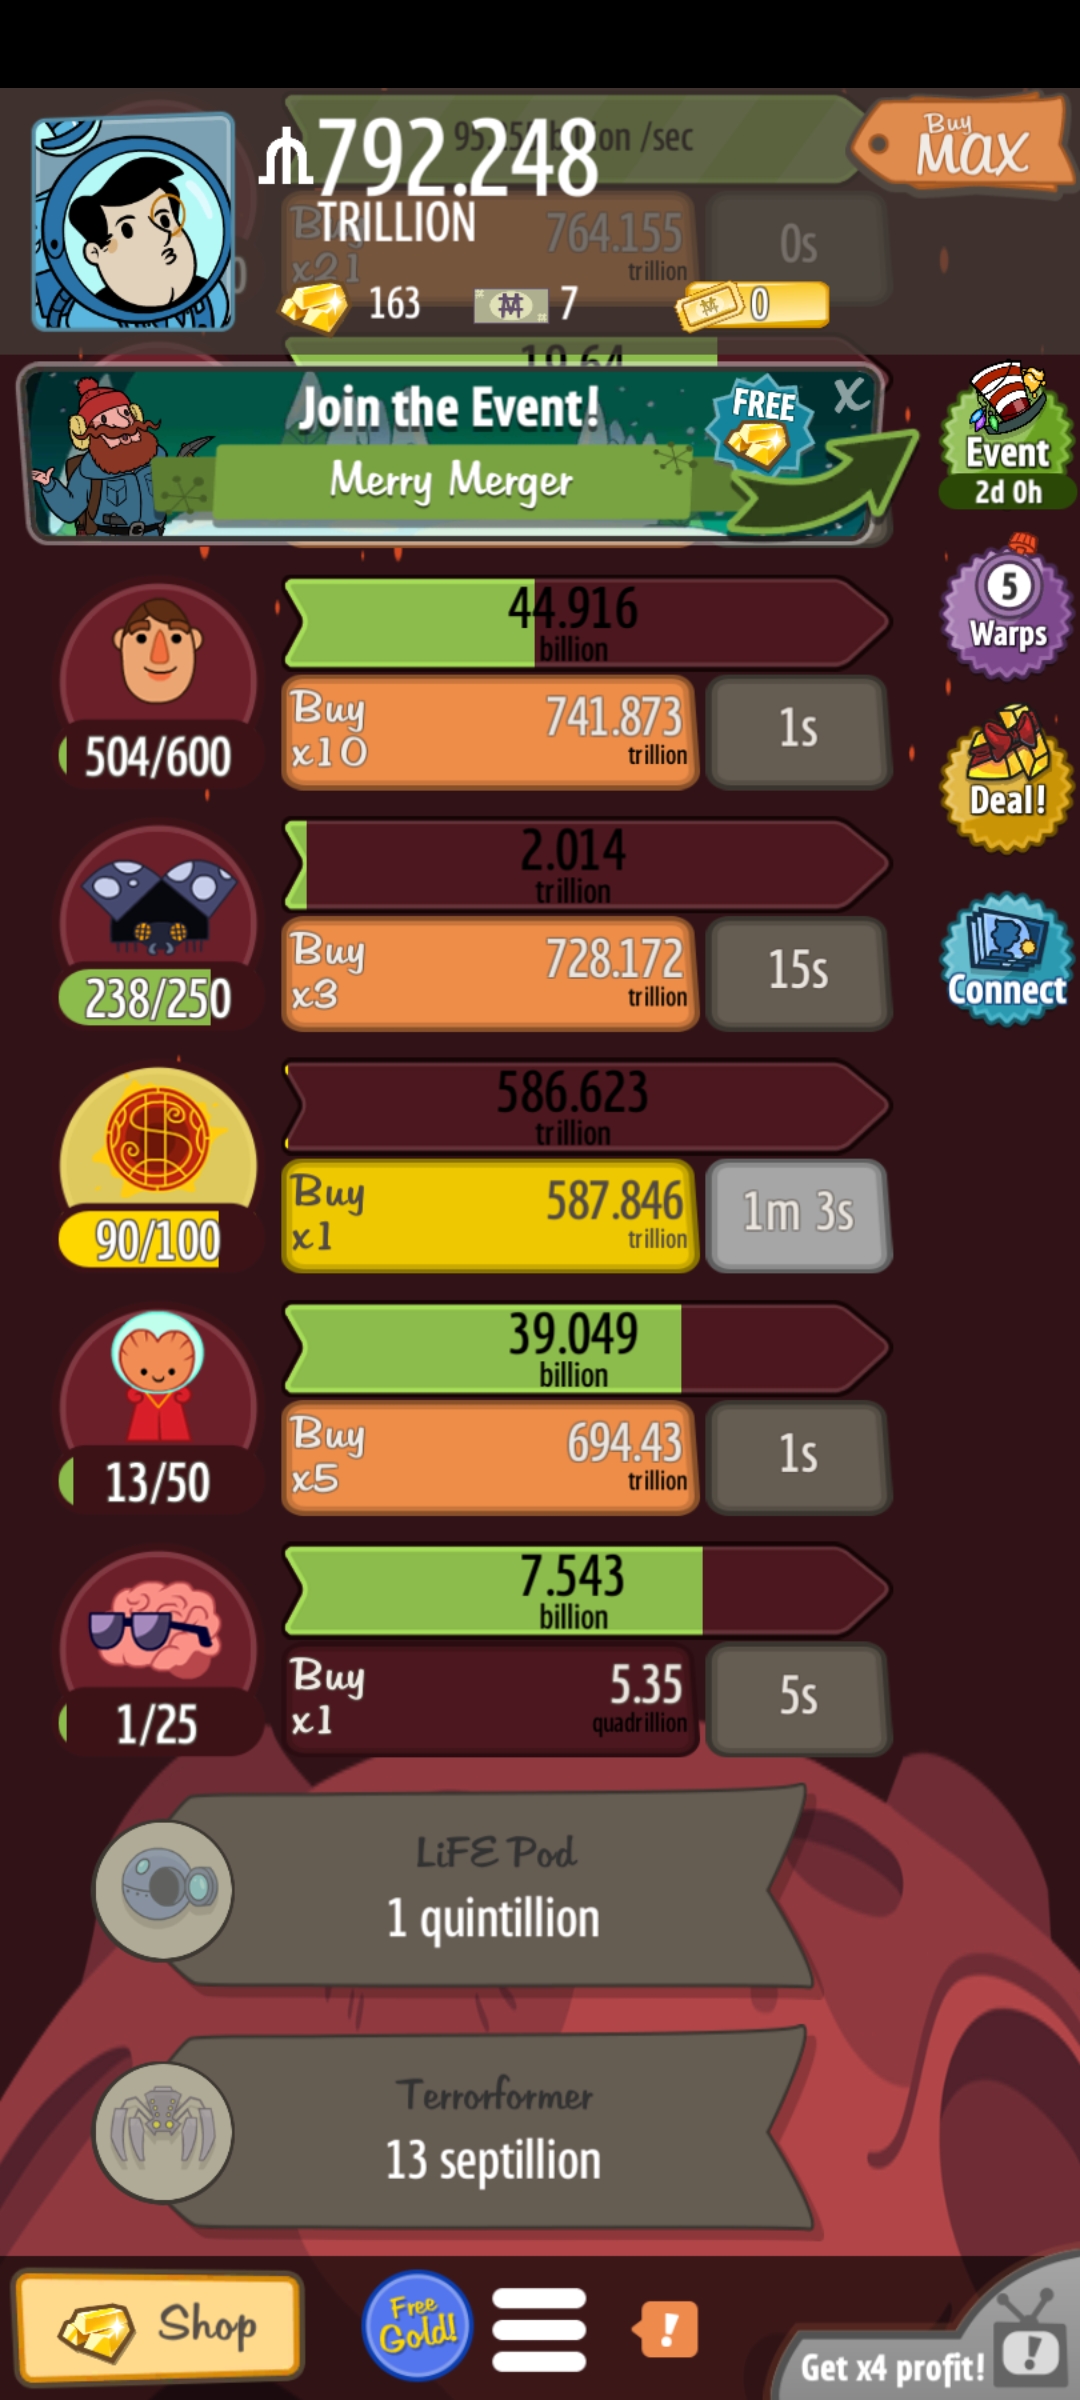 95.25 billion /sec
₥792.248
TRILLION
Buy
MAX
Buy
x21
764.155
trillion
0s
163
7
0
19.64
Join the Event!
FREE
X
Merry Merger
Event
2d 0h
44.916
billion
504/600
Buy
x10
741.873
trillion
1s
5
Warps
2.014
trillion
238/250
Buy
x3
728.172
trillion
15s
Deal!
Connect
586.623
trillion
90/100
Buy
x1
587.846
trillion
1m 3s
39.049
billion
13/50
Buy
x5
694.43
trillion
1s
7.543
billion
1/25
Buy
x1
5.35
quadrillion
5s
LiFE Pod
1 quintillion
Terrorformer
13 septillion
Shop
Free
Gold!
!
Get x4 profit!
!